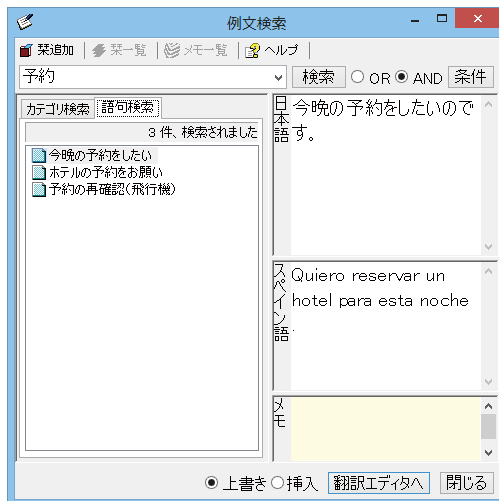 例文検索
栞追加 栞一覧 メモ一覧 ヘルプ
予約 検索 OR AND 条件
カテゴリ検索 語句検索
3 件、検索されました
今晩の予約をしたい
ホテルの予約をお願い
予約の再確認(飛行機)
日本語
今晩の予約をしたいので
す。
スペイン語
Quiero reservar un
hotel para esta noche
.
メモ
上書き 挿入 翻訳エディタへ 閉じる